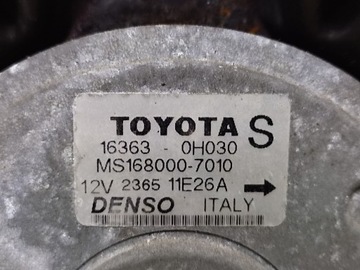 TOYOTA S
16363 - 0H030
MS168000-7010
12V 2365 11E26A →
DENSO ITALY